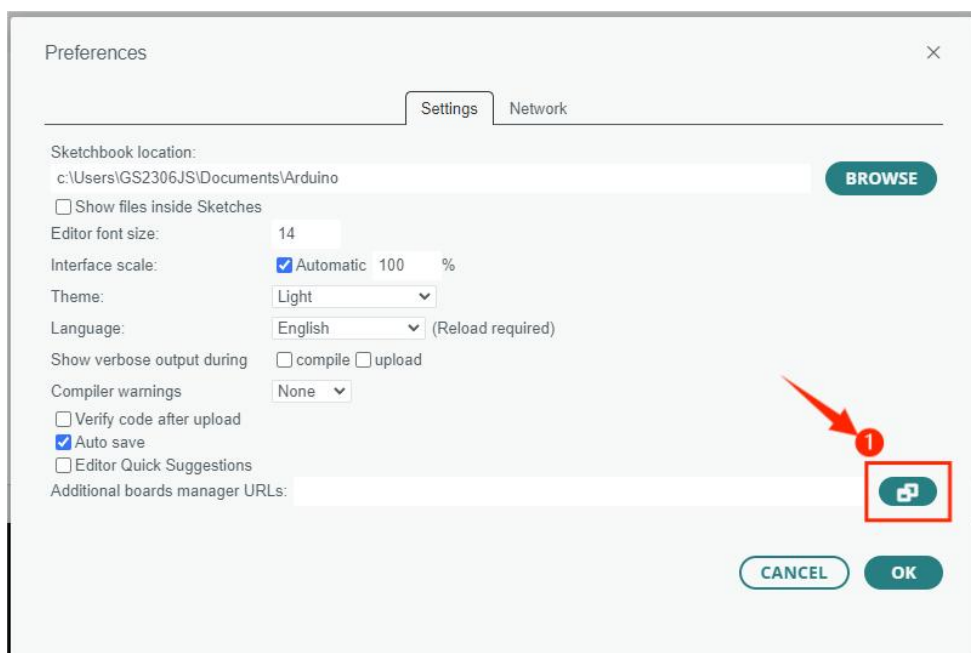 Preferences
Settings Network
Sketchbook location:
c:\Users\GS2306JS\Documents\Arduino BROWSE
Show files inside Sketches
Editor font size: 14
Interface scale: Automatic 100 %
Theme: Light
Language: English (Reload required)
Show verbose output during compile upload
Compiler warnings None
Verify code after upload
Auto save
Editor Quick Suggestions
1
Additional boards manager URLs:
CANCEL OK